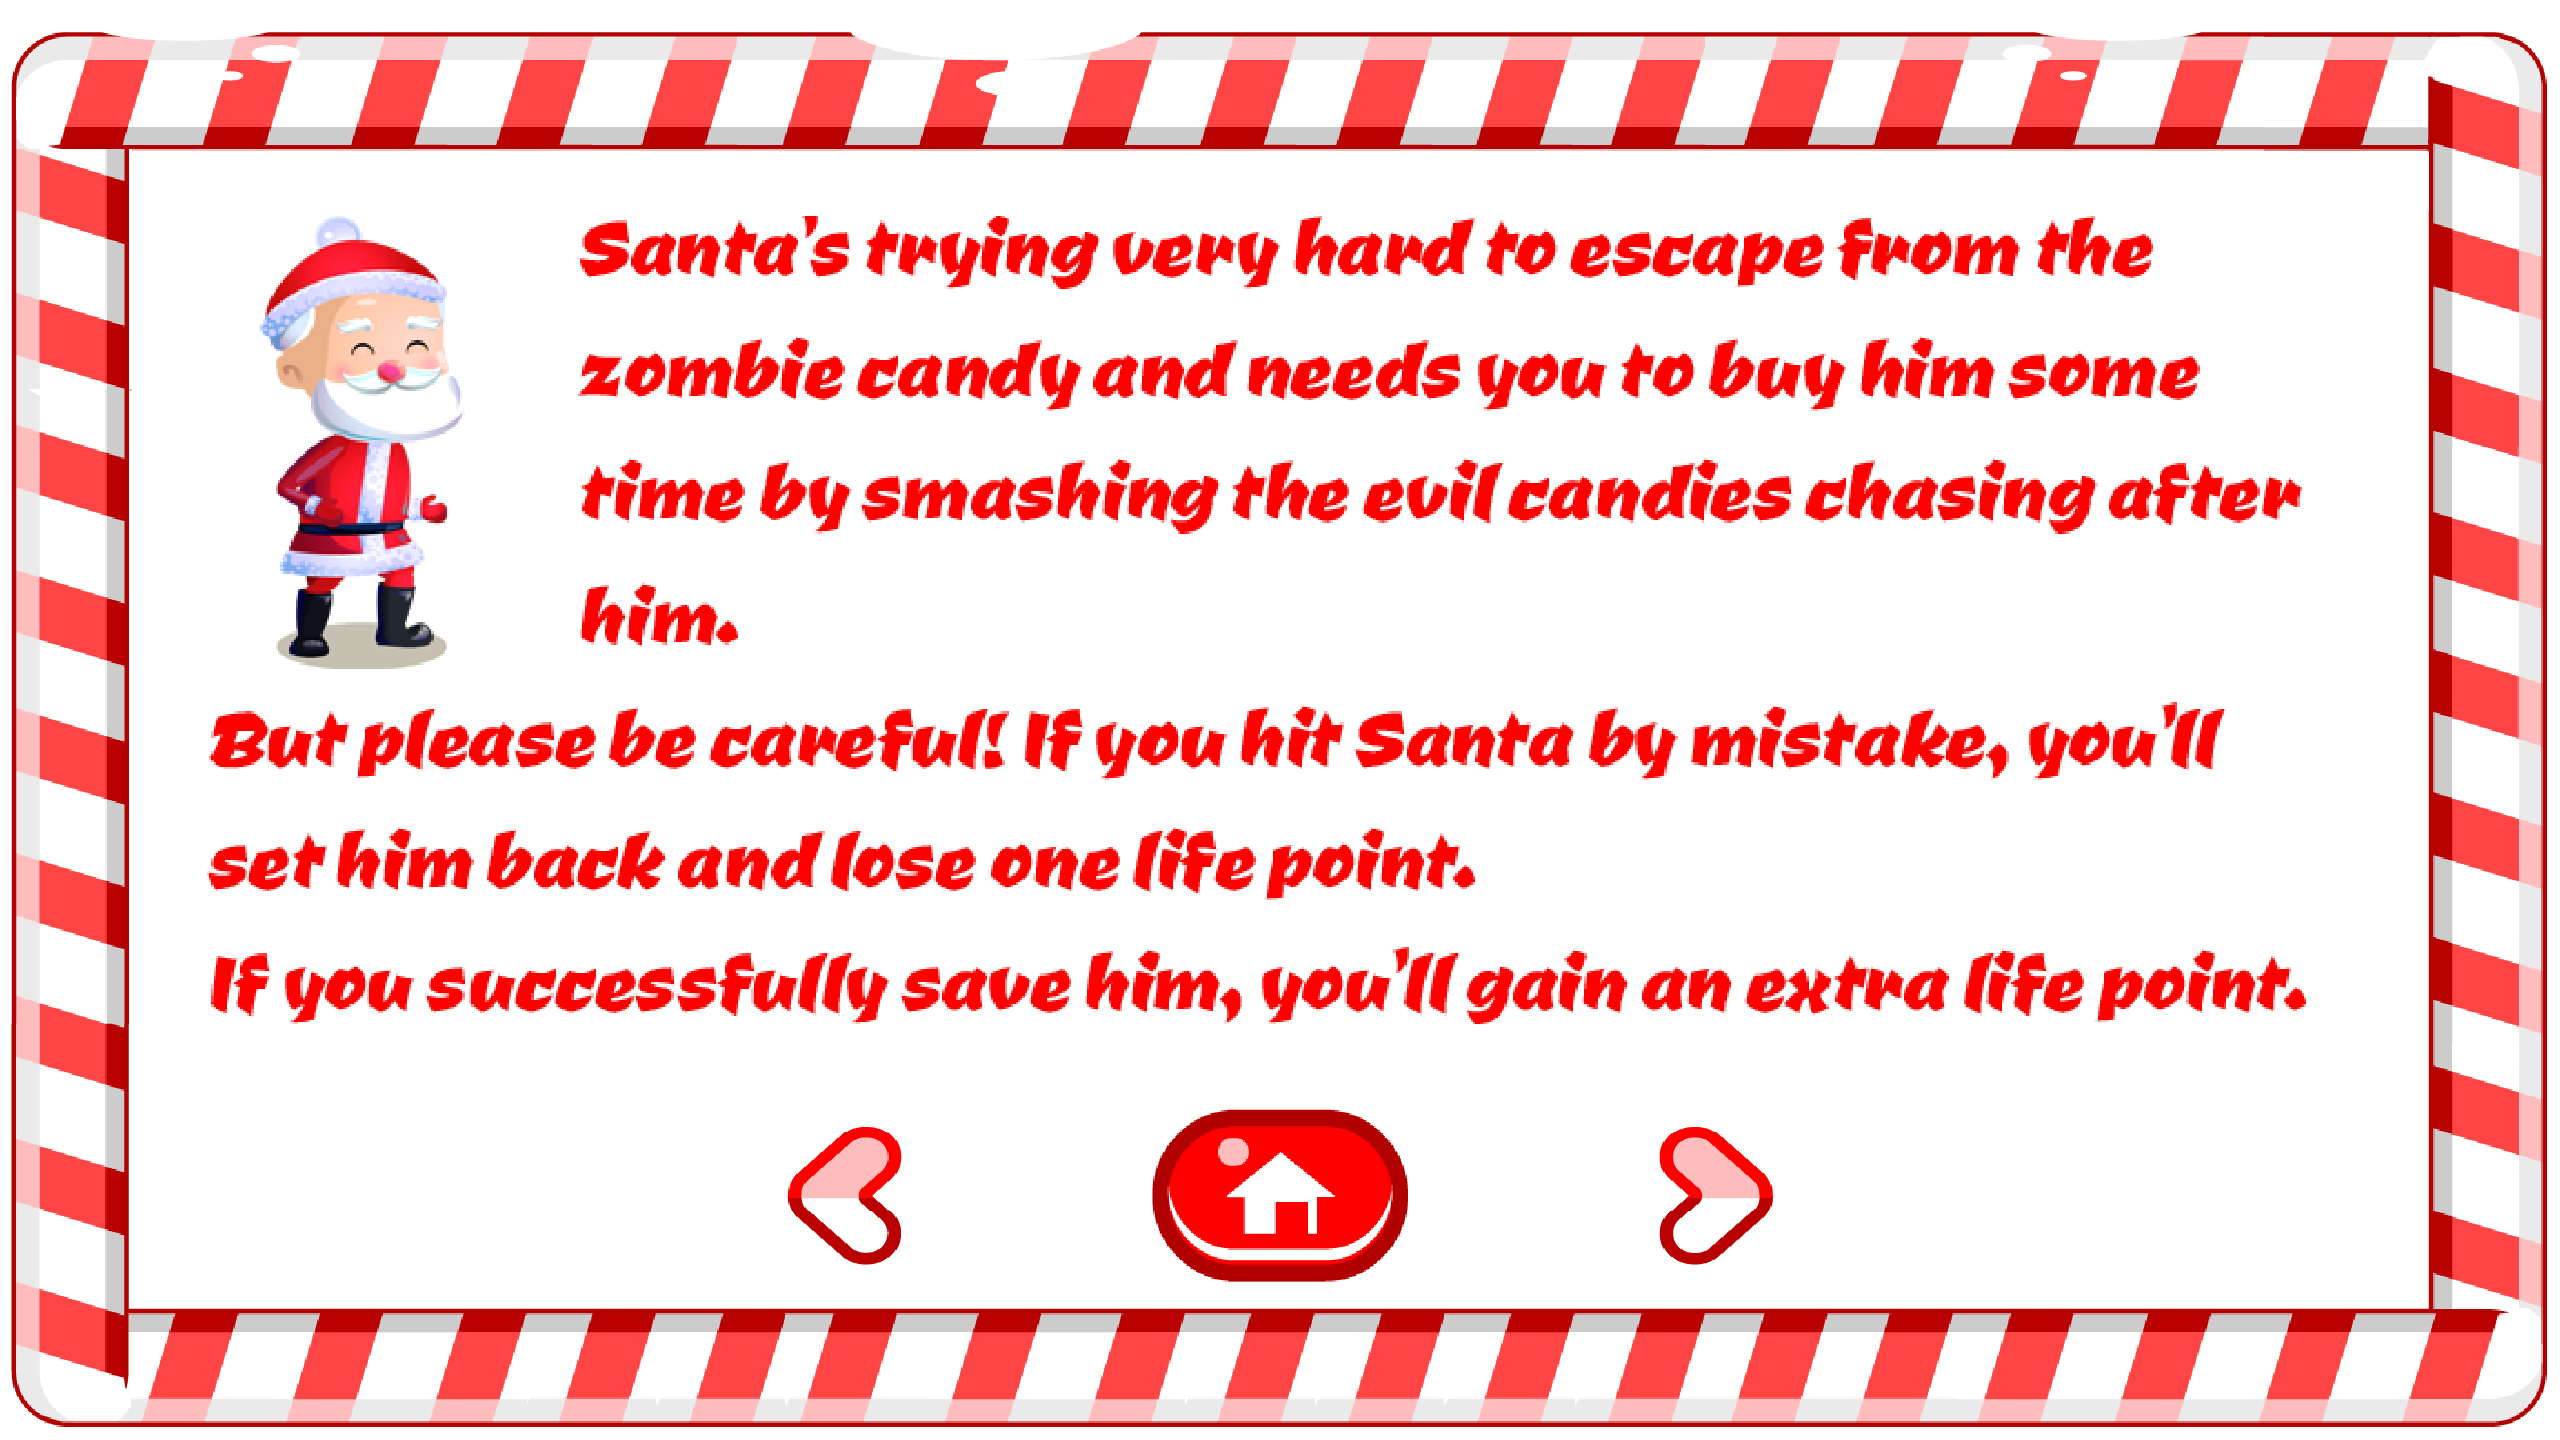 Santa's trying very hard to escape from the
zombie candy and needs you to buy him some
time by smashing the evil candies chasing after
him.
But please be careful! If you hit Santa by mistake, you'll
set him back and lose one life point.
If you successfully save him, you'll gain an extra life point.